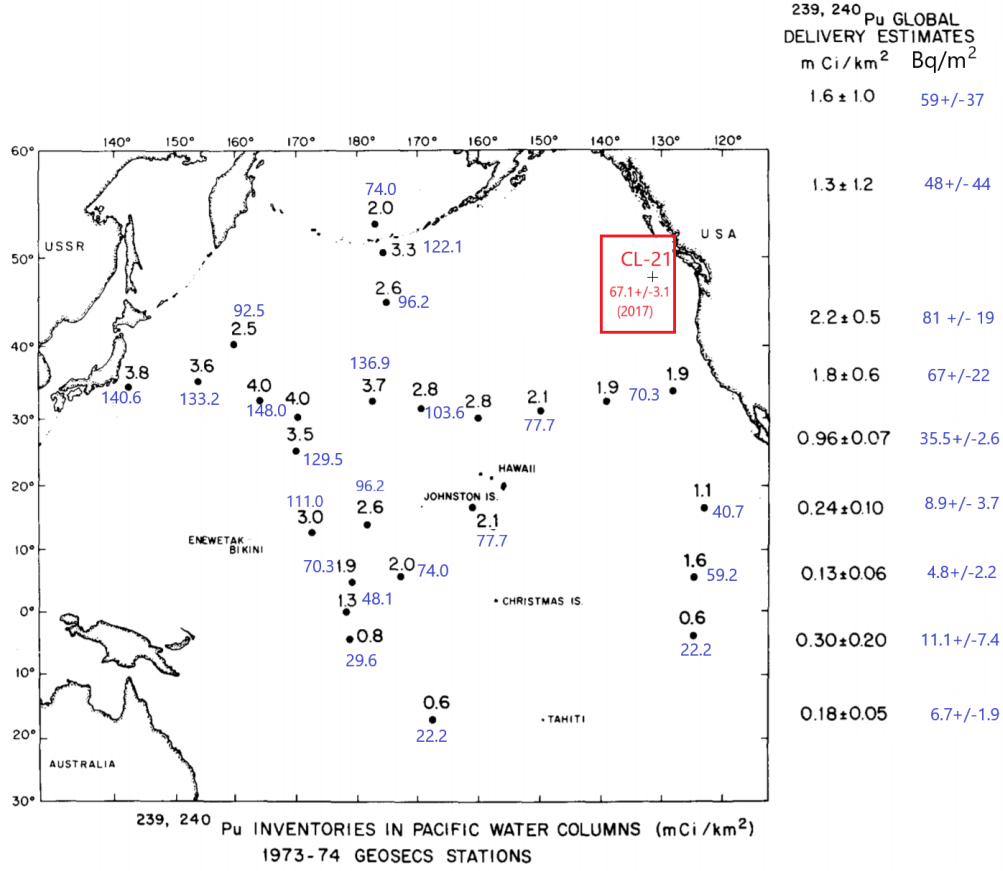 239, 240 Pu GLOBAL
DELIVERY ESTIMATES
m Ci/km² Bq/m²
1.6 ± 1.0 59+/-37
140° 150° 160° 170° 180° 170° 160° 150° 140° 130° 120°
60°
74.0
2.0
1.3 ± 1.2 48+/- 44
USSR
USA
50°
3.3 122.1
CL-21
2.6
96.2
67.1+/-3.1
(2017)
92.5
2.5
2.2 ± 0.5 81 +/- 19
40°
136.9
3.8 3.6 4.0 4.0 3.7 2.8 2.8 2.1 1.9 1.9
1.8 ± 0.6 67+/-22
140.6 133.2 148.0 103.6 77.7 70.3
30°
3.5
129.5
0.96±0.07 35.5+/-2.6
HAWAII
20°
96.2
JOHNSTON IS.
1.1
111.0
3.0 2.6 2.1
77.7
40.7
0.24±0.10 8.9+/- 3.7
ENEWETAK
BIKINI
10°
70.3 1.9 2.0 74.0
1.6
59.2
0.13±0.06 4.8+/-2.2
1.3 48.1
CHRISTMAS IS.
0°
0.8
29.6
0.6
22.2
0.30±0.20 11.1+/-7.4
10°
0.6
22.2
TAHITI
0.18±0.05 6.7+/-1.9
20°
AUSTRALIA
30°
239, 240 Pu INVENTORIES IN PACIFIC WATER COLUMNS (mCi/km²)
1973-74 GEOSECS STATIONS